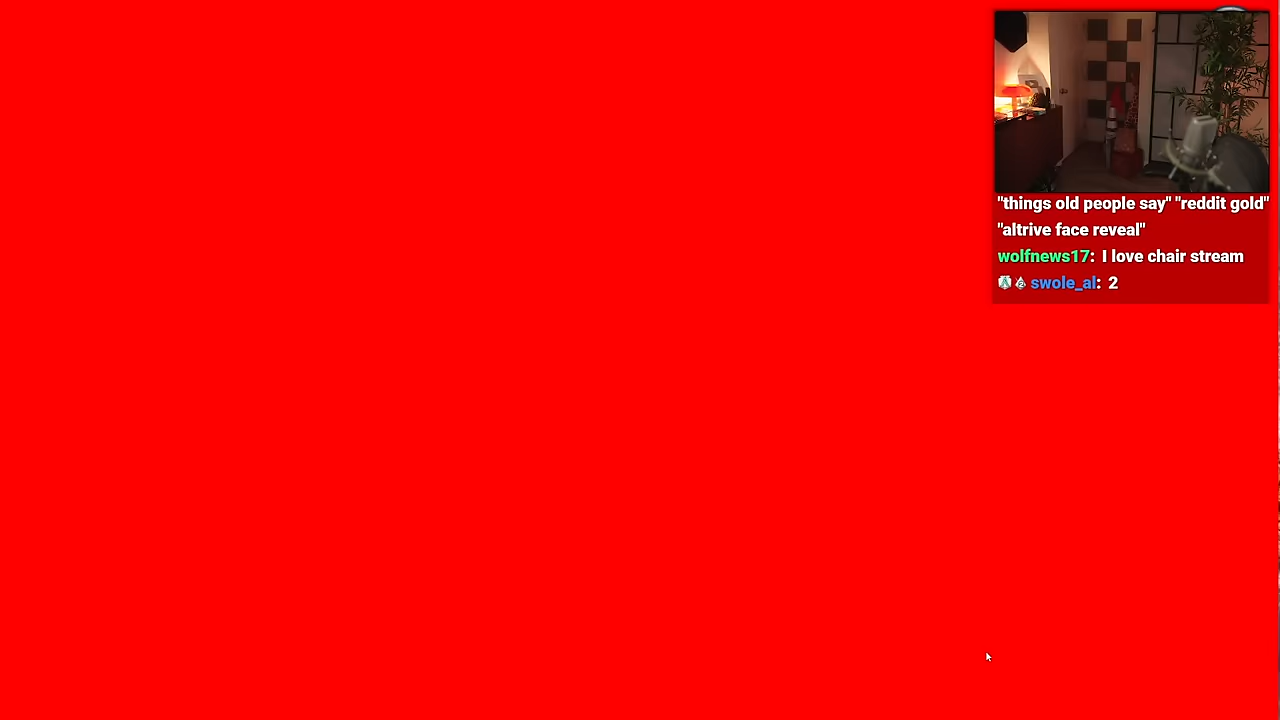 "things old people say" "reddit gold"
"altrive face reveal"
wolfnews17: I love chair stream
swole_al: 2